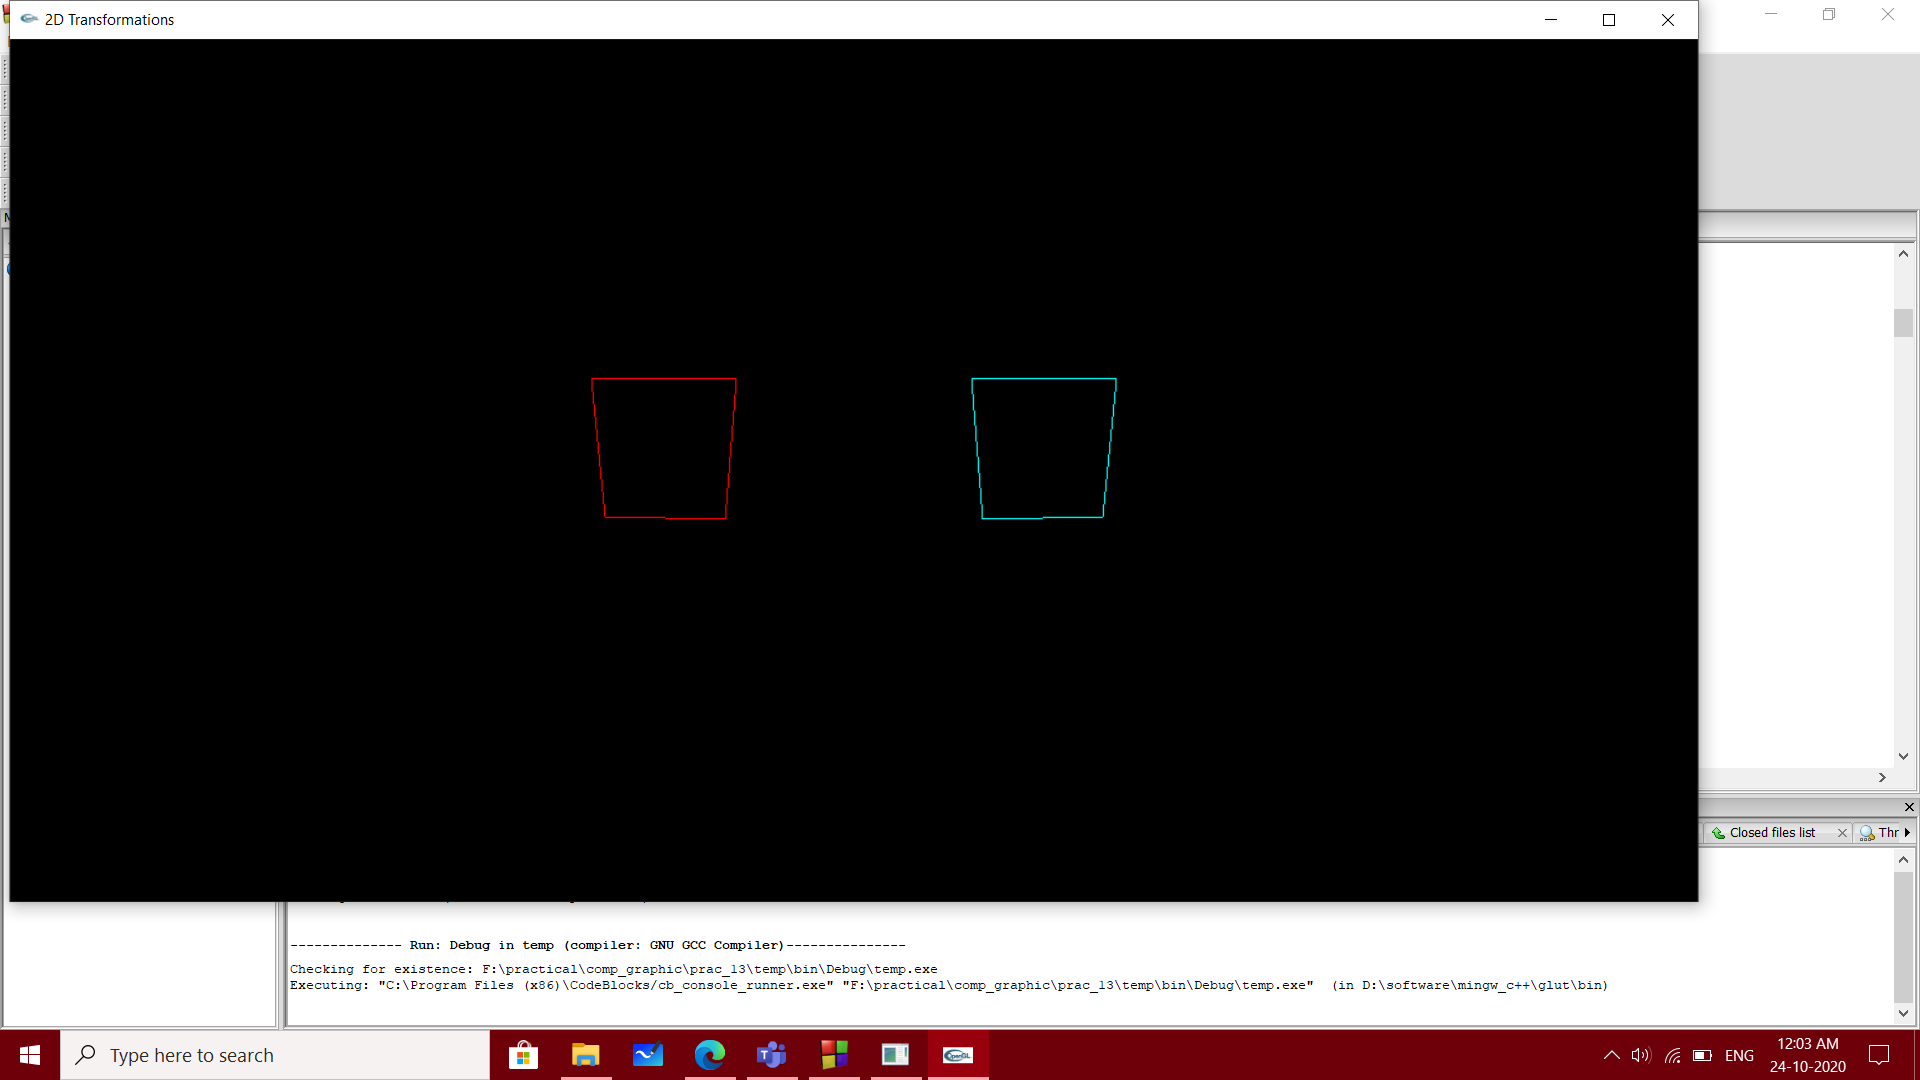 2D Transformations
Closed files list
Thr
-------------- Run: Debug in temp (compiler: GNU GCC Compiler)---------------
Checking for existence: F:\practical\comp_graphic\prac_13\temp\bin\Debug\temp.exe
Executing: "C:\Program Files (x86)\CodeBlocks/cb_console_runner.exe" "F:\practical\comp_graphic\prac_13\temp\bin\Debug\temp.exe"  (in D:\software\mingw_c++\glut\bin)
Type here to search
OpenGL
ENG
12:03 AM
24-10-2020